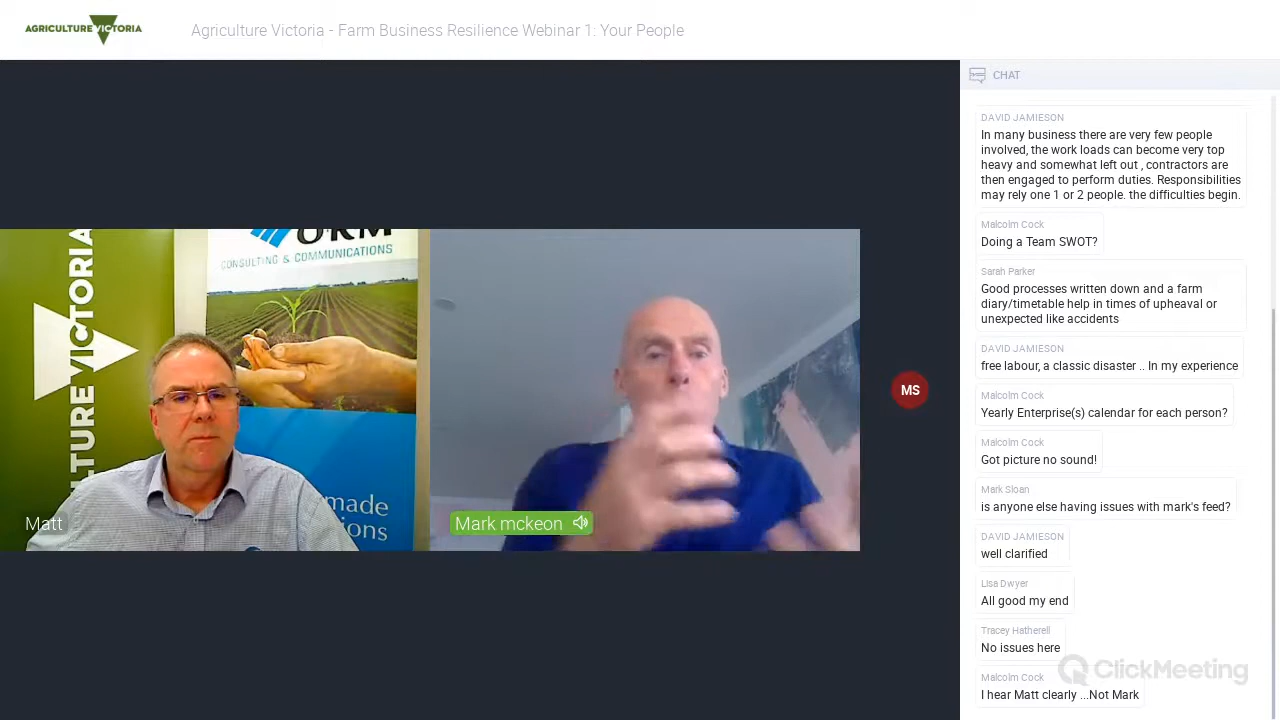 AGRICULTURE VICTORIA
Agriculture Victoria - Farm Business Resilience Webinar 1: Your People
CHAT
DAVID JAMIESON
In many business there are very few people
involved, the work loads can become very top
heavy and somewhat left out , contractors are
then engaged to perform duties. Responsibilities
may rely one 1 or 2 people. the difficulties begin.
Malcolm Cock
Doing a Team SWOT?
Sarah Parker
Good processes written down and a farm
diary/timetable help in times of upheaval or
unexpected like accidents
DAVID JAMIESON
free labour, a classic disaster .. In my experience
Malcolm Cock
Yearly Enterprise(s) calendar for each person?
Malcolm Cock
Got picture no sound!
Mark Sloan
is anyone else having issues with mark's feed?
DAVID JAMIESON
well clarified
Lisa Dwyer
All good my end
Tracey Hatherell
No issues here
Malcolm Cock
I hear Matt clearly ...Not Mark
ClickMeeting
LTURE VICTORIA
ORM
CONSULTING & COMMUNICATIONS
made
ions
Matt
Mark mckeon
MS